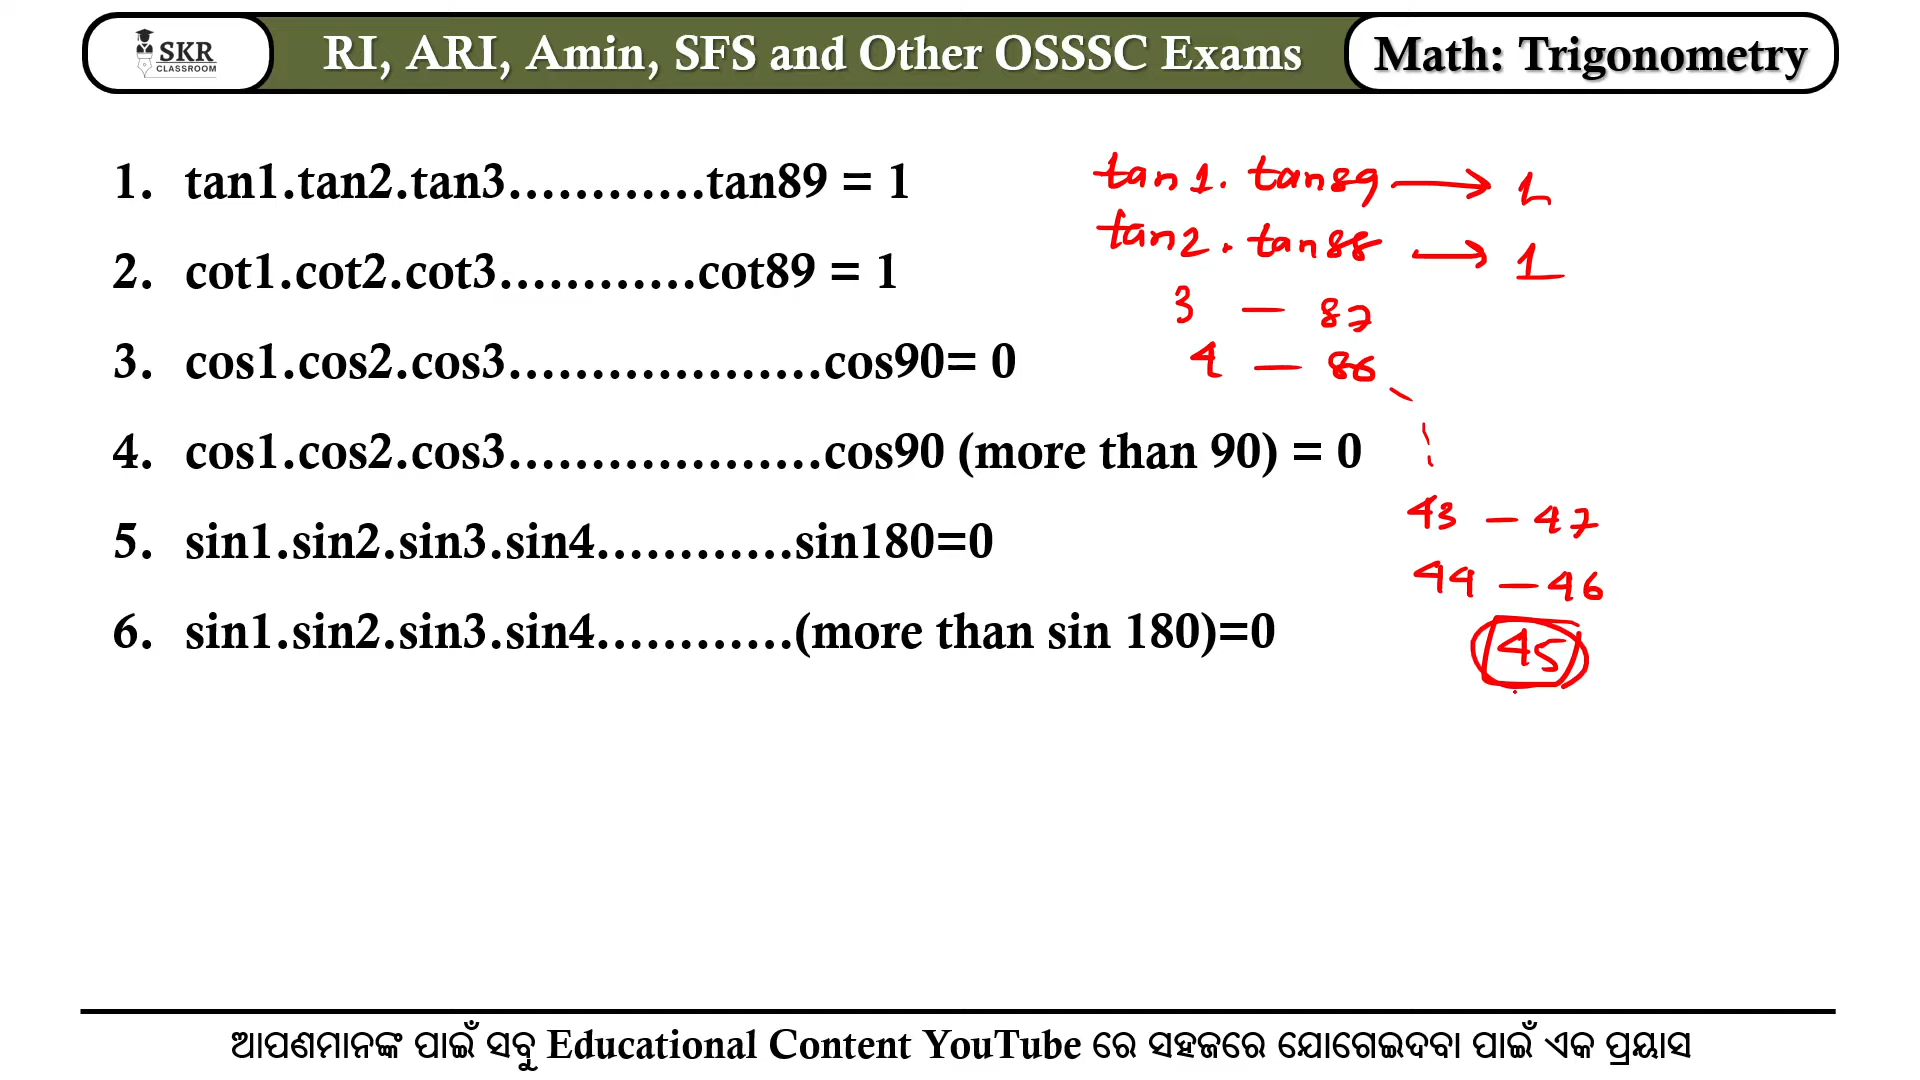 SKR
CLASSROOM
RI, ARI, Amin, SFS and Other OSSSC Exams
Math: Trigonometry
1. tan1.tan2.tan3............tan89 = 1
2. cot1.cot2.cot3............cot89 = 1
3. cos1.cos2.cos3...................cos90= 0
4. cos1.cos2.cos3...................cos90 (more than 90) = 0
5. sin1.sin2.sin3.sin4............sin180=0
6. sin1.sin2.sin3.sin4............(more than sin 180)=0
tan1. tan89 → 1
tan2. tan88 → 1
3 — 87
4 — 86
43 — 47
44 — 46
45
ଆପଣମାନଙ୍କ ପାଇଁ ସବୁ Educational Content YouTube ରେ ସହଜରେ ଯୋଗେଇଦବା ପାଇଁ ଏକ ପ୍ରୟାସ